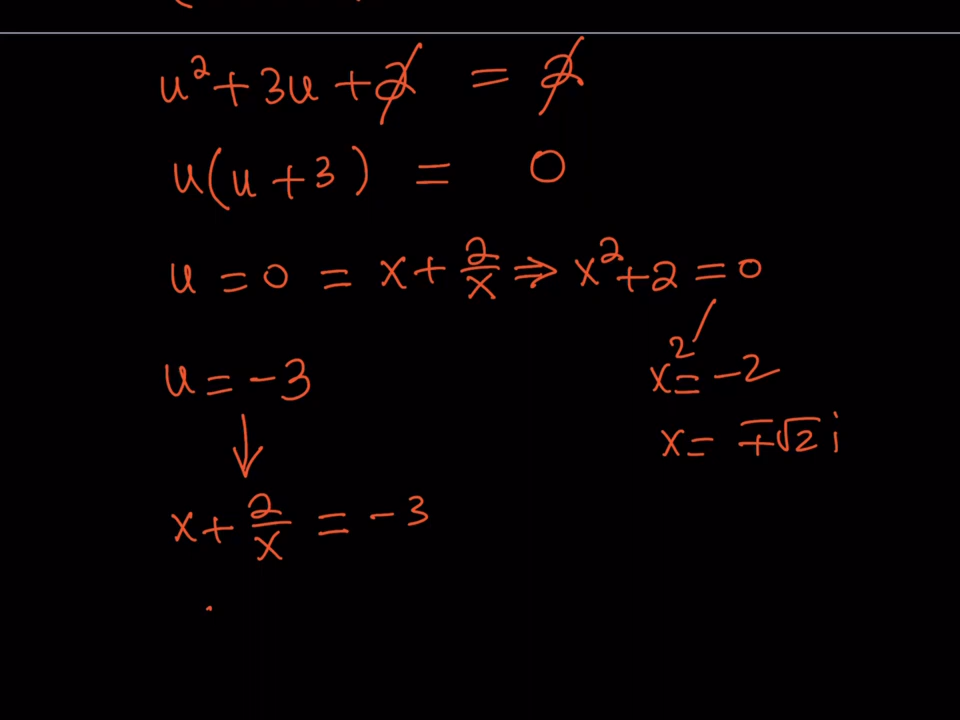 u² + 3u + 2 = 2
u(u + 3) = 0
u = 0 = x + 2/x ⇒ x² + 2 = 0
u = -3
x² = -2
↓
x = ∓√2 i
x + 2/x = -3